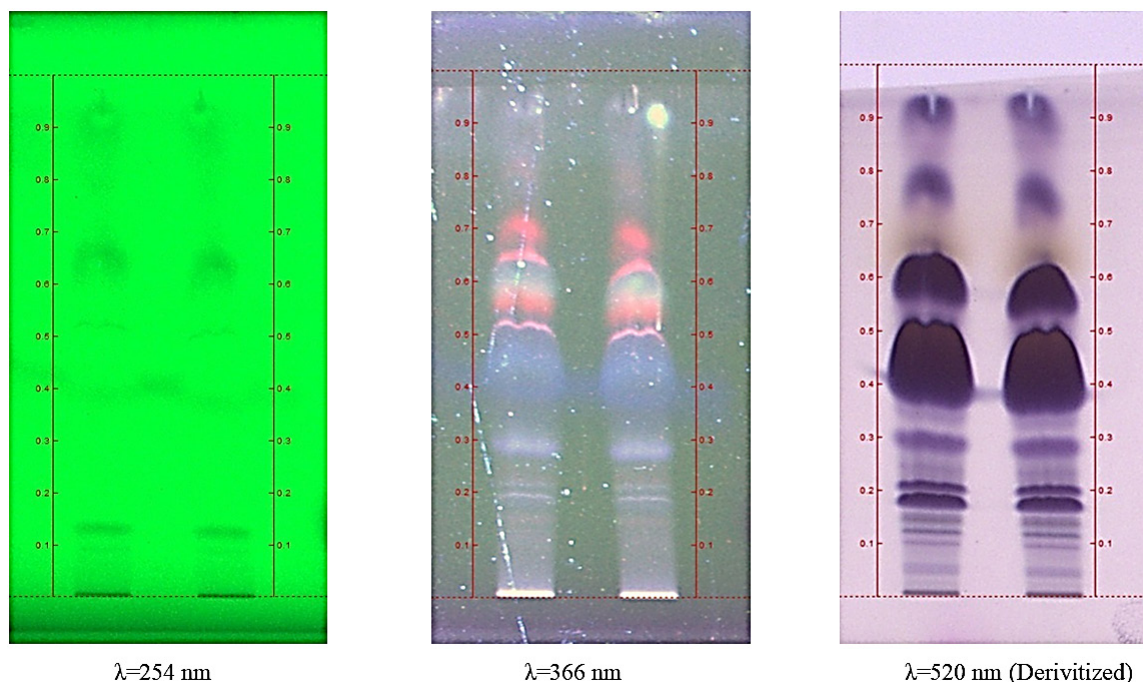 0.9 0.9 0.9 0.9 0.9 0.9
0.8 0.8 0.8 0.8 0.8 0.8
0.7 0.7 0.7 0.7 0.7 0.7
0.6 0.6 0.6 0.6 0.6 0.6
0.5 0.5 0.5 0.5 0.5 0.5
0.4 0.4 0.4 0.4 0.4 0.4
0.3 0.3 0.3 0.3 0.3 0.3
0.2 0.2 0.2 0.2 0.2 0.2
0.1 0.1 0.1 0.1 0.1 0.1
λ=254 nm λ=366 nm λ=520 nm (Derivitized)